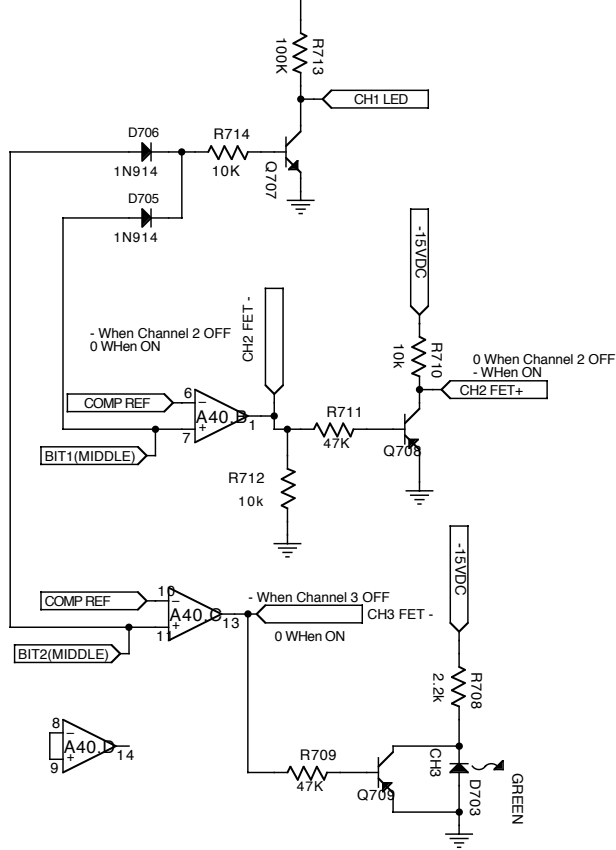 R713
100K
CH1 LED
D706
1N914
R714
10K
Q707
D705
1N914
-15VDC
- When Channel 2 OFF
0 WHen ON
CH2 FET -
R710
10k
0 When Channel 2 OFF
- WHen ON
CH2 FET+
COMP REF
6
A40.B
1
7
BIT1(MIDDLE)
R711
47K
Q708
R712
10k
-15VDC
COMP REF
10
A40.C
13
11
- When Channel 3 OFF
CH3 FET -
0 WHen ON
BIT2(MIDDLE)
R708
2.2k
8
A40.D
14
9
R709
47K
Q709
CH3
D703
GREEN